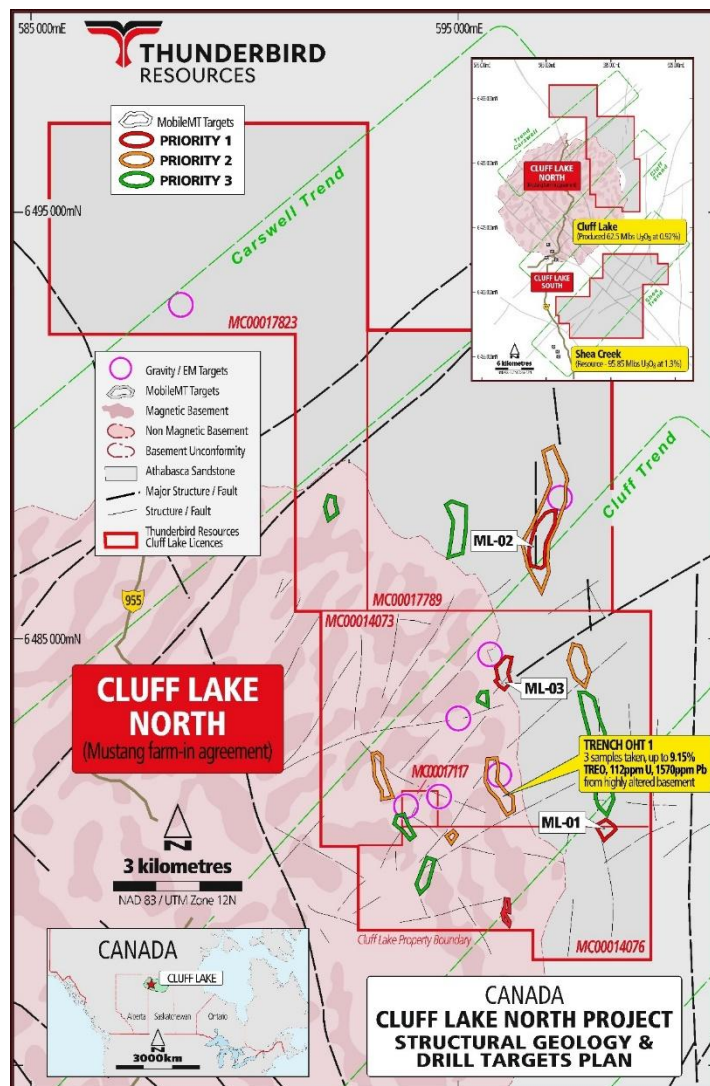 585 000mE
595 000mE
THUNDERBIRD
RESOURCES
MobileMT Targets
PRIORITY 1
PRIORITY 2
PRIORITY 3
6 495 000mN
Carswell Trend
MC00017823
CLUFF LAKE
NORTH
Cluff Lake
(Produced 62.5 Mlbs U₃O₈ at 0.92%)
CLUFF LAKE
SOUTH
Shea Creek
(Resource - 95.85 Mlbs U₃O₈ at 1.3%)
6 kilometres
Gravity / EM Targets
MobileMT Targets
Magnetic Basement
Non Magnetic Basement
Basement Unconformity
Athabasca Sandstone
Major Structure / Fault
Structure / Fault
Thunderbird Resources
Cluff Lake Licences
Cluff Trend
ML-02
955
MC00017789
MC00014073
6 485 000mN
CLUFF LAKE
NORTH
(Mustang farm-in agreement)
ML-03
MC00017117
TRENCH OHT 1
3 samples taken, up to 9.15%
TREO, 112ppm U, 1570ppm Pb
from highly altered basement
ML-01
N
3 kilometres
NAD 83 / UTM Zone 12N
Cluff Lake Property Boundary
MC00014076
CANADA
CLUFF LAKE
Alberta
Saskatchewan
Ontario
N
3000km
CANADA
CLUFF LAKE NORTH PROJECT
STRUCTURAL GEOLOGY &
DRILL TARGETS PLAN